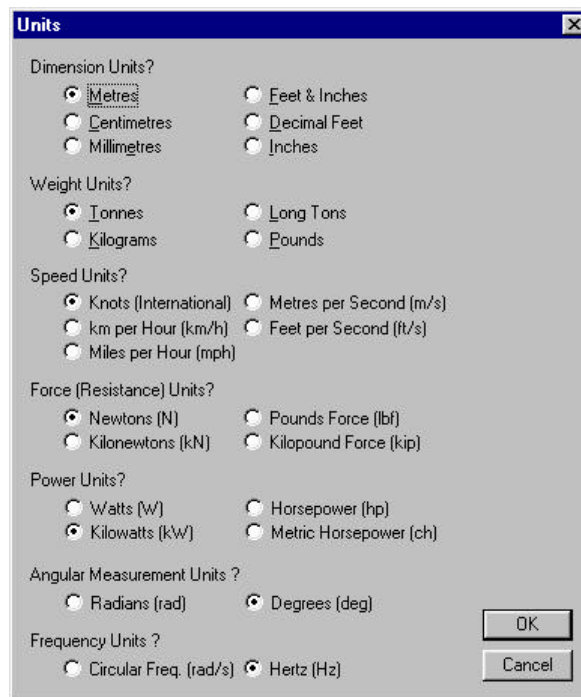 Units
Dimension Units?
Metres Feet & Inches
Centimetres Decimal Feet
Millimetres Inches
Weight Units?
Tonnes Long Tons
Kilograms Pounds
Speed Units?
Knots (International) Metres per Second (m/s)
km per Hour (km/h) Feet per Second (ft/s)
Miles per Hour (mph)
Force (Resistance) Units?
Newtons (N) Pounds Force (lbf)
Kilonewtons (kN) Kilopound Force (kip)
Power Units?
Watts (W) Horsepower (hp)
Kilowatts (kW) Metric Horsepower (ch)
Angular Measurement Units ?
Radians (rad) Degrees (deg)
OK
Frequency Units ?
Circular Freq. (rad/s) Hertz (Hz)
Cancel